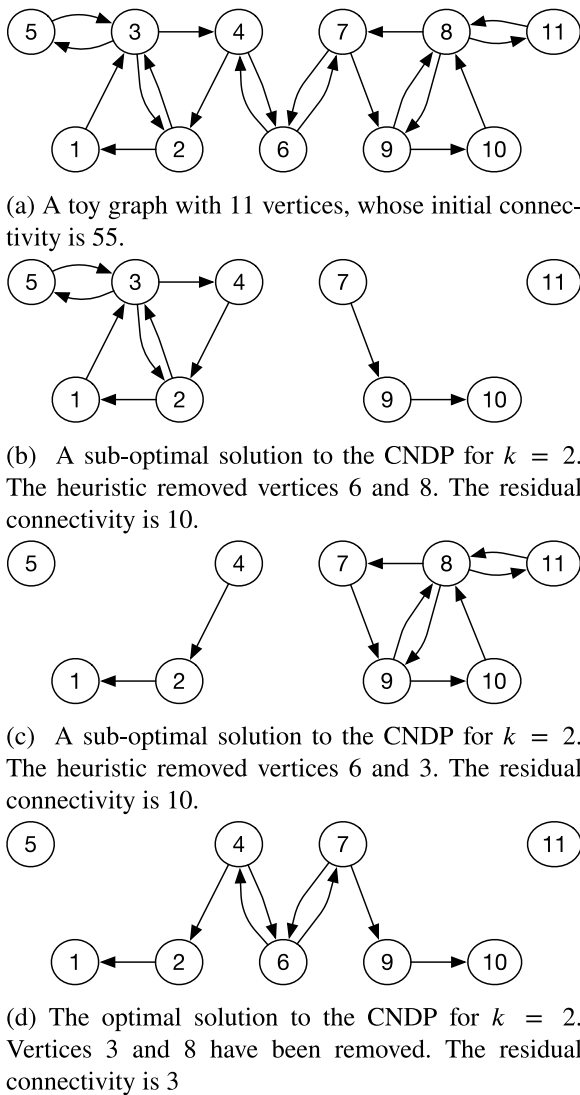 5 3 4 7 8 11
1 2 6 9 10
(a) A toy graph with 11 vertices, whose initial connec-
tivity is 55.
5 3 4 7 11
1 2 9 10
(b) A sub-optimal solution to the CNDP for k = 2.
The heuristic removed vertices 6 and 8. The residual
connectivity is 10.
5 4 7 8 11
1 2 9 10
(c) A sub-optimal solution to the CNDP for k = 2.
The heuristic removed vertices 6 and 3. The residual
connectivity is 10.
5 4 7 11
1 2 6 9 10
(d) The optimal solution to the CNDP for k = 2.
Vertices 3 and 8 have been removed. The residual
connectivity is 3